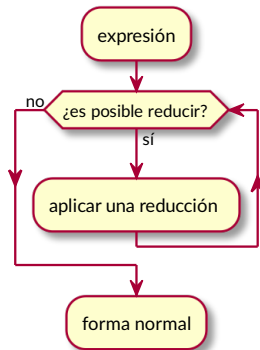 expresión
¿es posible reducir?
no
sí
aplicar una reducción
forma normal